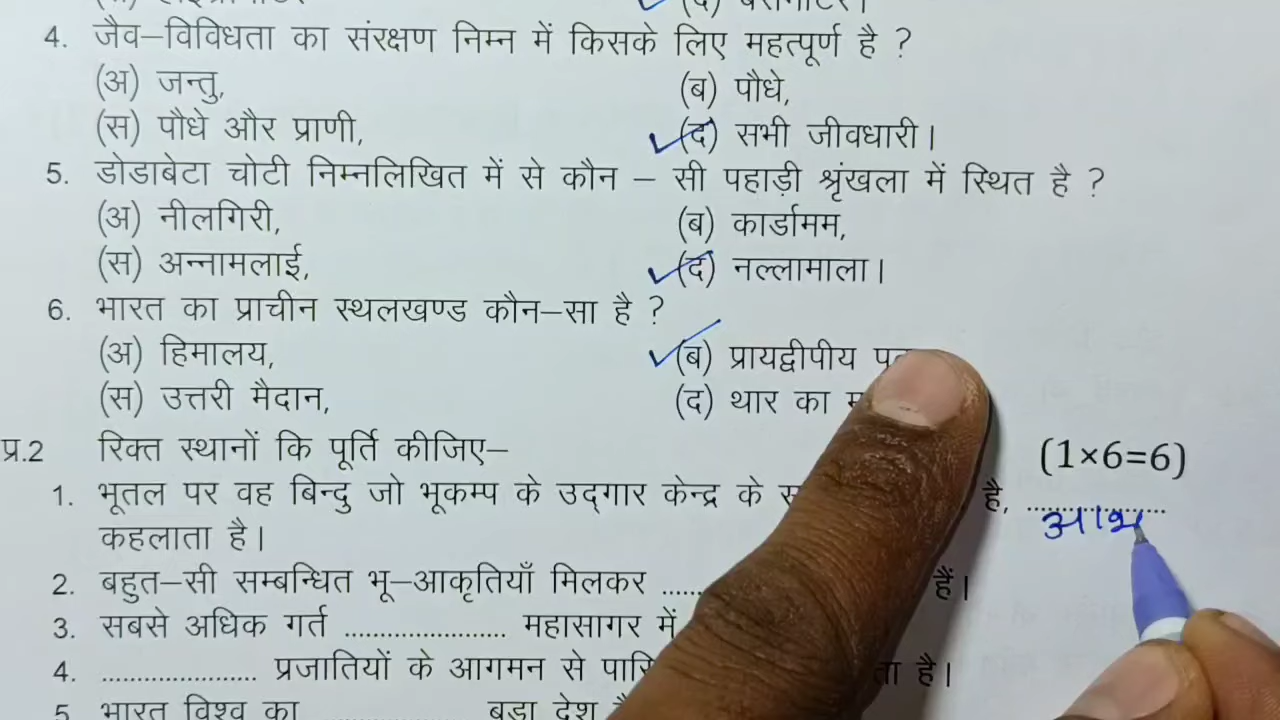 4. जैव–विविधता का संरक्षण निम्न में किसके लिए महत्पूर्ण है ?
(अ) जन्तु, (ब) पौधे,
(स) पौधे और प्राणी, (द) सभी जीवधारी।
5. डोडाबेटा चोटी निम्नलिखित में से कौन – सी पहाड़ी श्रृंखला में स्थित है ?
(अ) नीलगिरी, (ब) कार्डामम,
(स) अन्नामलाई, (द) नल्लामाला।
6. भारत का प्राचीन स्थलखण्ड कौन–सा है ?
(अ) हिमालय, (ब) प्रायद्वीपीय
(स) उत्तरी मैदान, (द) थार का
प्र.2 रिक्त स्थानों कि पूर्ति कीजिए– (1×6=6)
1. भूतल पर वह बिन्दु जो भूकम्प के उद्‌गार केन्द्र के है, ....................
कहलाता है।
2. बहुत–सी सम्बन्धित भू–आकृतियाँ मिलकर ...... हैं।
3. सबसे अधिक गर्त ....................... महासागर में
4. ...................... प्रजातियों के आगमन से है।
5. भारत विश्व का ..................... बड़ा देश